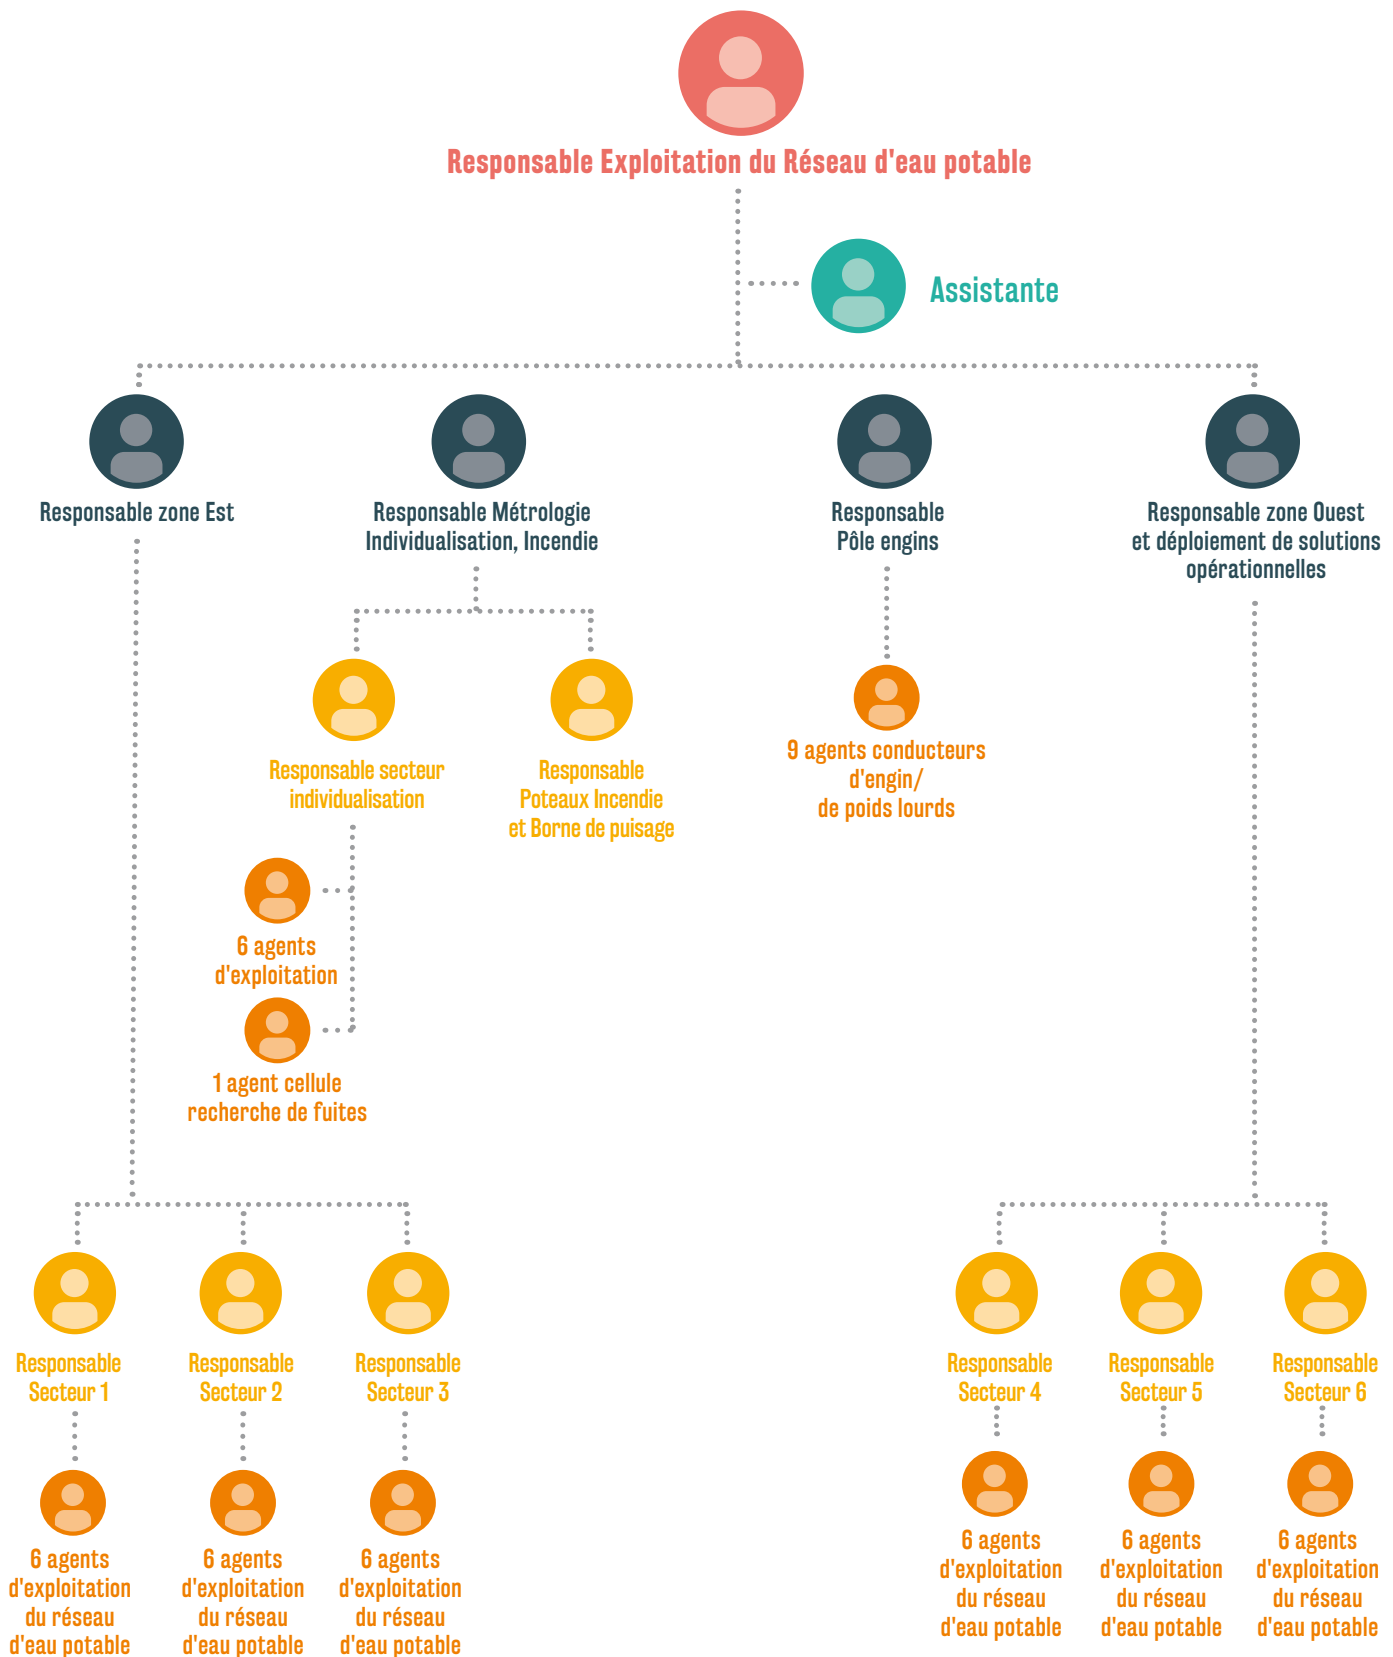 Responsable Exploitation du Réseau d'eau potable
Assistante
Responsable zone Est
Responsable Métrologie
Individualisation, Incendie
Responsable
Pôle engins
Responsable zone Ouest
et déploiement de solutions
opérationnelles
Responsable secteur
individualisation
Responsable
Poteaux Incendie
et Borne de puisage
9 agents conducteurs
d'engin/
de poids lourds
6 agents
d'exploitation
1 agent cellule
recherche de fuites
Responsable
Secteur 1
Responsable
Secteur 2
Responsable
Secteur 3
Responsable
Secteur 4
Responsable
Secteur 5
Responsable
Secteur 6
6 agents
d'exploitation
du réseau
d'eau potable
6 agents
d'exploitation
du réseau
d'eau potable
6 agents
d'exploitation
du réseau
d'eau potable
6 agents
d'exploitation
du réseau
d'eau potable
6 agents
d'exploitation
du réseau
d'eau potable
6 agents
d'exploitation
du réseau
d'eau potable